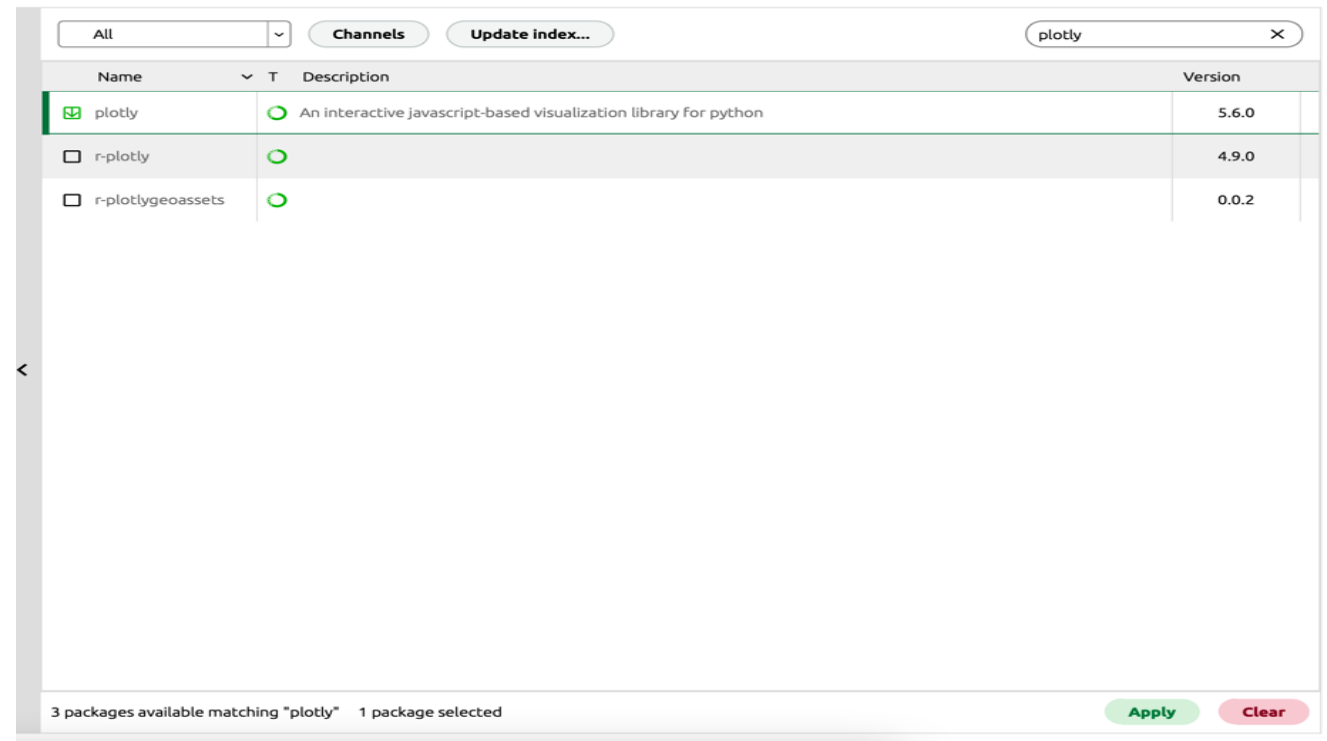 All Channels Update index... plotly
Name T Description Version
plotly An interactive javascript-based visualization library for python 5.6.0
r-plotly 4.9.0
r-plotlygeoassets 0.0.2
3 packages available matching "plotly" 1 package selected Apply Clear